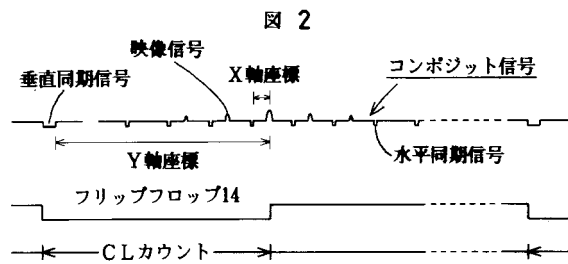 図 2
映像信号
X軸座標
コンポジット信号
垂直同期信号
Y軸座標
水平同期信号
フリップフロップ14
CLカウント